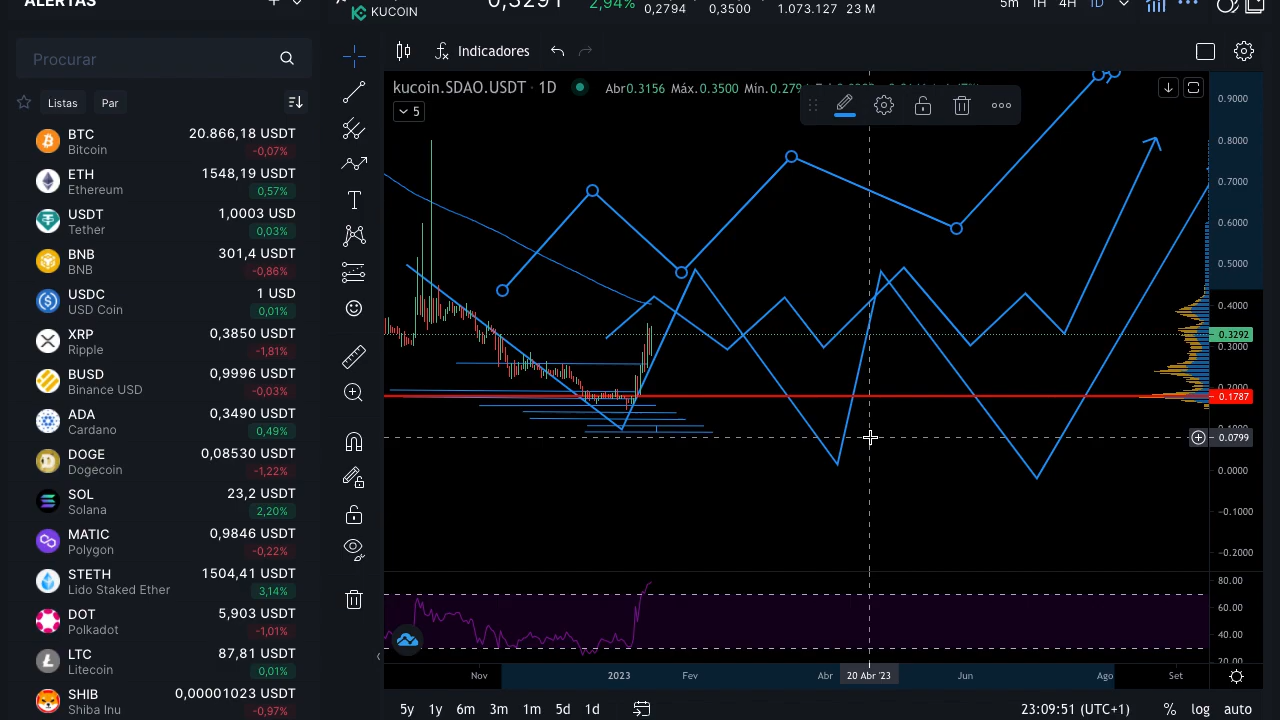 ALERTAS
KUCOIN
0,3291
2,94%
0,2794
0,3500
1.073.127
23 M
5m 1H 4H 1D
Procurar
Listas
Par
BTC 20.866,18 USDT
Bitcoin -0,07%
ETH 1548,19 USDT
Ethereum 0,57%
USDT 1,0003 USD
Tether 0,03%
BNB 301,4 USDT
BNB -0,86%
USDC 1 USD
USD Coin 0,01%
XRP 0,3850 USDT
Ripple -1,81%
BUSD 0,9996 USDT
Binance USD -0,03%
ADA 0,3490 USDT
Cardano 0,49%
DOGE 0,08530 USDT
Dogecoin -1,22%
SOL 23,2 USDT
Solana 2,20%
MATIC 0,9846 USDT
Polygon -0,22%
STETH 1504,41 USDT
Lido Staked Ether 3,14%
DOT 5,903 USDT
Polkadot -1,01%
LTC 87,81 USDT
Litecoin 0,01%
SHIB 0,00001023 USDT
Shiba Inu -0,97%
Indicadores
kucoin.SDAO.USDT · 1D
Abr0.3156 Máx.0.3500 Mín.0.279
5
0.9000
0.8000
0.7000
0.6000
0.5000
0.4000
0.3292
0.3000
0.2000
0.1787
0.0799
0.0000
−0.1000
−0.2000
80.00
60.00
40.00
20.00
Nov 2023 Fev Abr 20 Abr '23 Jun Ago Set
5y 1y 6m 3m 1m 5d 1d
23:09:51 (UTC+1) % log auto